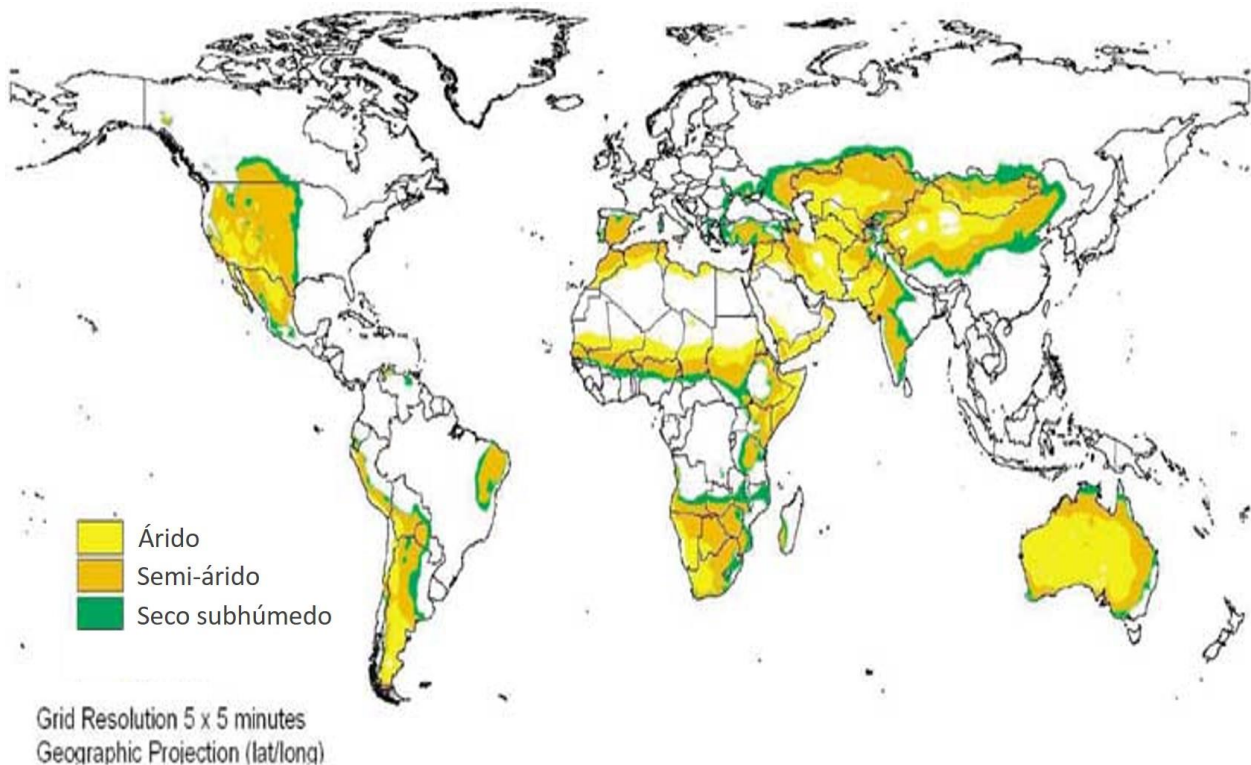 Árido
Semi-árido
Seco subhúmedo
Grid Resolution 5 x 5 minutes
Geographic Projection (lat/long)